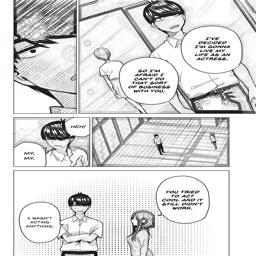 I'VE
DECIDED
I'M GONNA
LIVE MY
LIFE AS AN
ACTRESS.
SO I'M
AFRAID I
CAN'T DO
THAT SORT
OF BUSINESS
WITH YOU.
HEH!
MY,
MY.
YOU TRIED
TO ACT
COOL AND IT
STILL DIDN'T
WORK.
I WASN'T
ACTING
ANYTHING.